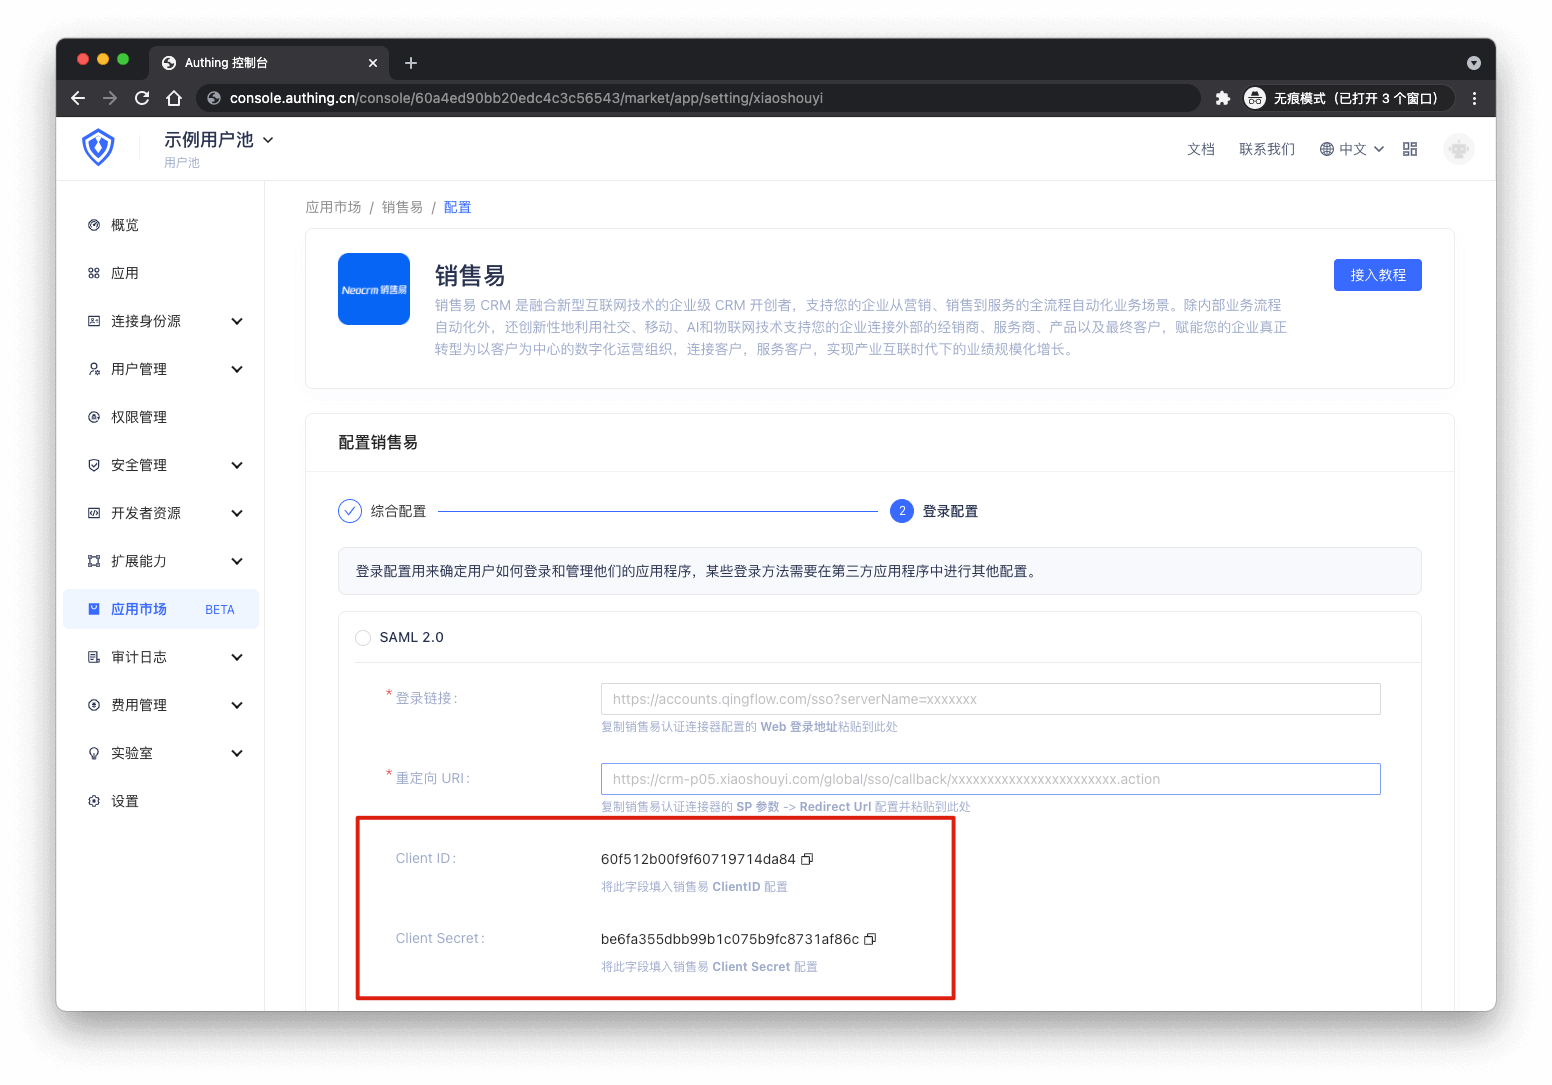 Authing 控制台
console.authing.cn/console/60a4ed90bb20edc4c3c56543/market/app/setting/xiaoshouyi
无痕模式（已打开 3 个窗口）
示例用户池
用户池
文档
联系我们
中文
概览
应用
连接身份源
用户管理
权限管理
安全管理
开发者资源
扩展能力
应用市场 BETA
审计日志
费用管理
实验室
设置
应用市场 / 销售易 / 配置
Neocrm 销售易
销售易
接入教程
销售易 CRM 是融合新型互联网技术的企业级 CRM 开创者，支持您的企业从营销、销售到服务的全流程自动化业务场景。除内部业务流程
自动化外，还创新性地利用社交、移动、AI和物联网技术支持您的企业连接外部的经销商、服务商、产品以及最终客户，赋能您的企业真正
转型为以客户为中心的数字化运营组织，连接客户，服务客户，实现产业互联时代下的业绩规模化增长。
配置销售易
综合配置
2 登录配置
登录配置用来确定用户如何登录和管理他们的应用程序，某些登录方法需要在第三方应用程序中进行其他配置。
SAML 2.0
* 登录链接:
https://accounts.qingflow.com/sso?serverName=xxxxxxx
复制销售易认证连接器配置的 Web 登录地址粘贴到此处
* 重定向 URI:
https://crm-p05.xiaoshouyi.com/global/sso/callback/xxxxxxxxxxxxxxxxxxxxxxxx.action
复制销售易认证连接器的 SP 参数 -> Redirect Url 配置并粘贴到此处
Client ID:
60f512b00f9f60719714da84
将此字段填入销售易 ClientID 配置
Client Secret:
be6fa355dbb99b1c075b9fc8731af86c
将此字段填入销售易 Client Secret 配置